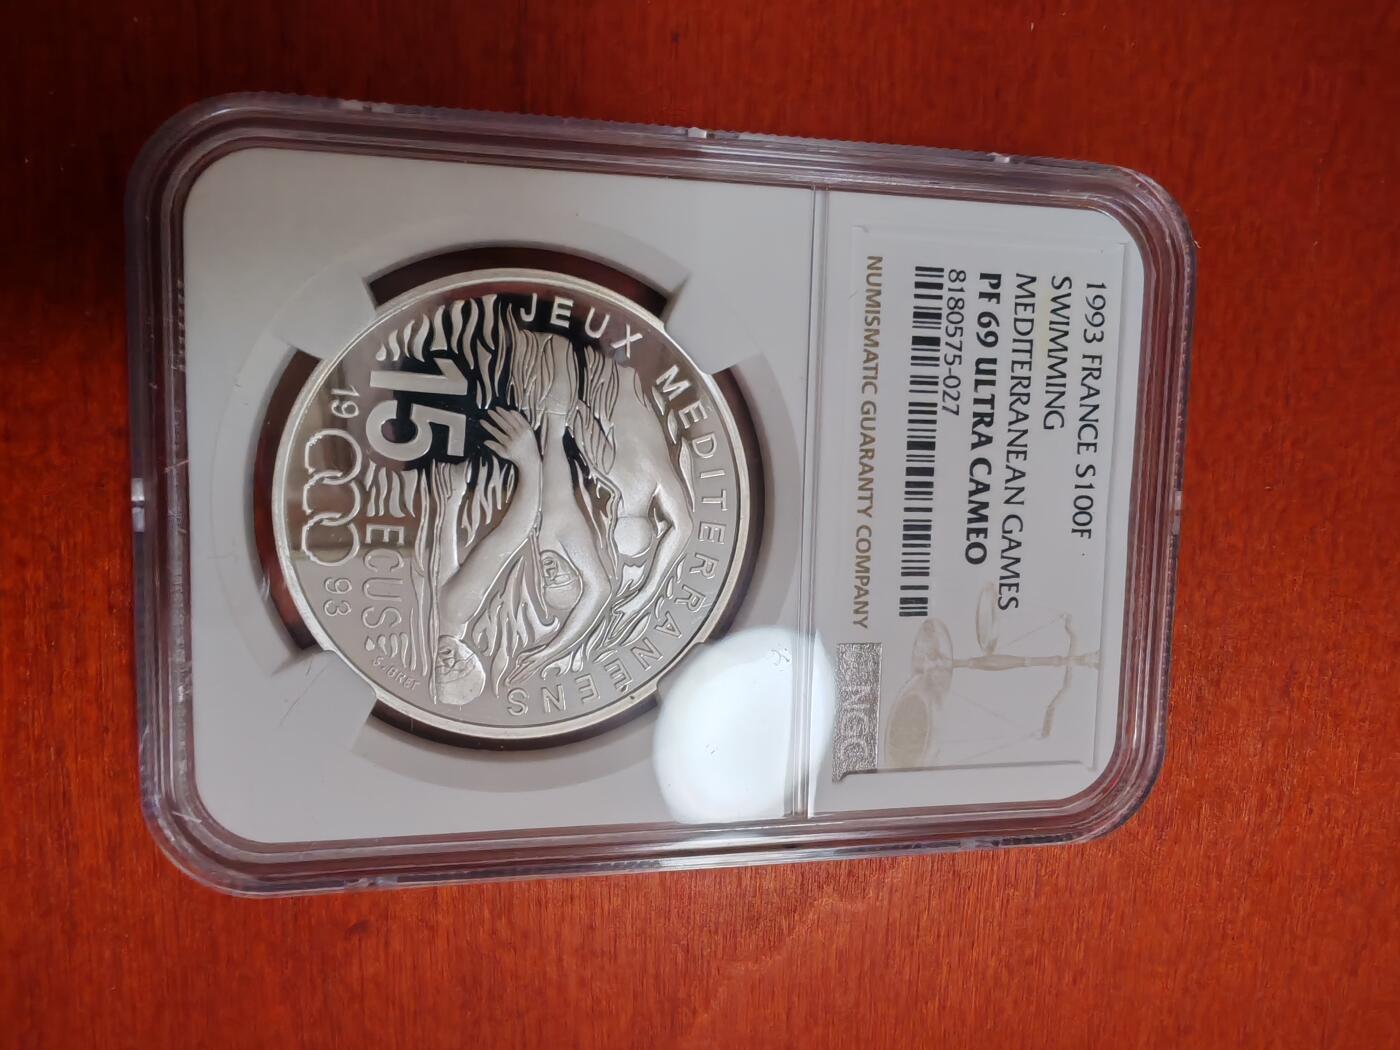 1993 FRANCE S100F
SWIMMING
MEDITERRANEAN GAMES
PF 69 ULTRA CAMEO
8180575-027
NUMISMATIC GUARANTY COMPANY
NGC
JEUX MEDITERRANEENS
15
ECUS
19 93